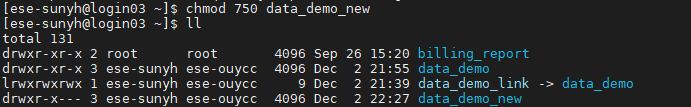 [ese-sunyh@login03 ~]$ chmod 750 data_demo_new
[ese-sunyh@login03 ~]$ ll
total 131
drwxr-xr-x 2 root      root      4096 Sep 26 15:20 billing_report
drwxr-xr-x 3 ese-sunyh ese-ouycc 4096 Dec  2 21:55 data_demo
lrwxrwxrwx 1 ese-sunyh ese-ouycc    9 Dec  2 21:39 data_demo_link -> data_demo
drwxr-x--- 3 ese-sunyh ese-ouycc 4096 Dec  2 22:27 data_demo_new